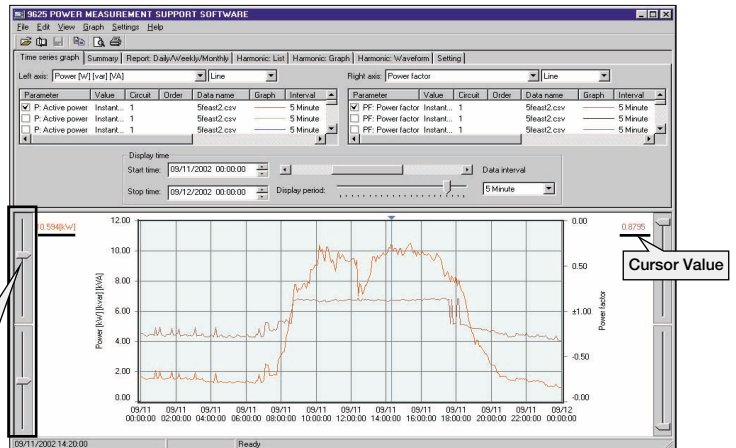 9625 POWER MEASUREMENT SUPPORT SOFTWARE
File Edit View Graph Settings Help
Time series graph Summary Report: Daily/Weekly/Monthly Harmonic: List Harmonic: Graph Harmonic: Waveform Setting
Left axis: Power [W] [var] [VA] Line Right axis: Power factor Line
Parameter Value Circuit Order Data name Graph Interval Parameter Value Circuit Order Data name Graph Interval
P: Active power Instant... 1 5feast2.csv 5 Minute PF: Power factor Instant... 1 5feast2.csv 5 Minute
P: Active power Instant... 1 5feast2.csv 5 Minute PF: Power factor Instant... 1 5feast2.csv 5 Minute
P: Active power Instant... 1 5feast2.csv 5 Minute PF: Power factor Instant... 1 5feast2.csv 5 Minute
Display time
Start time: 09/11/2002 00:00:00 Data interval
Stop time: 09/12/2002 00:00:00 Display period: 5 Minute
0.594[kW] 12.00 0.00 0.8795
10.00
0.50 Cursor Value
8.00
6.00 ±1.00
4.00
-0.50
2.00
0.00 -0.00
Power [kW][kvar][kVA]
Power factor
09/11 09/11 09/11 09/11 09/11 09/11 09/11 09/11 09/11 09/11 09/11 09/11 09/12
00:00:00 02:00:00 04:00:00 06:00:00 08:00:00 10:00:00 12:00:00 14:00:00 16:00:00 18:00:00 20:00:00 22:00:00 00:00:00
09/11/2002 14:20:00 Ready